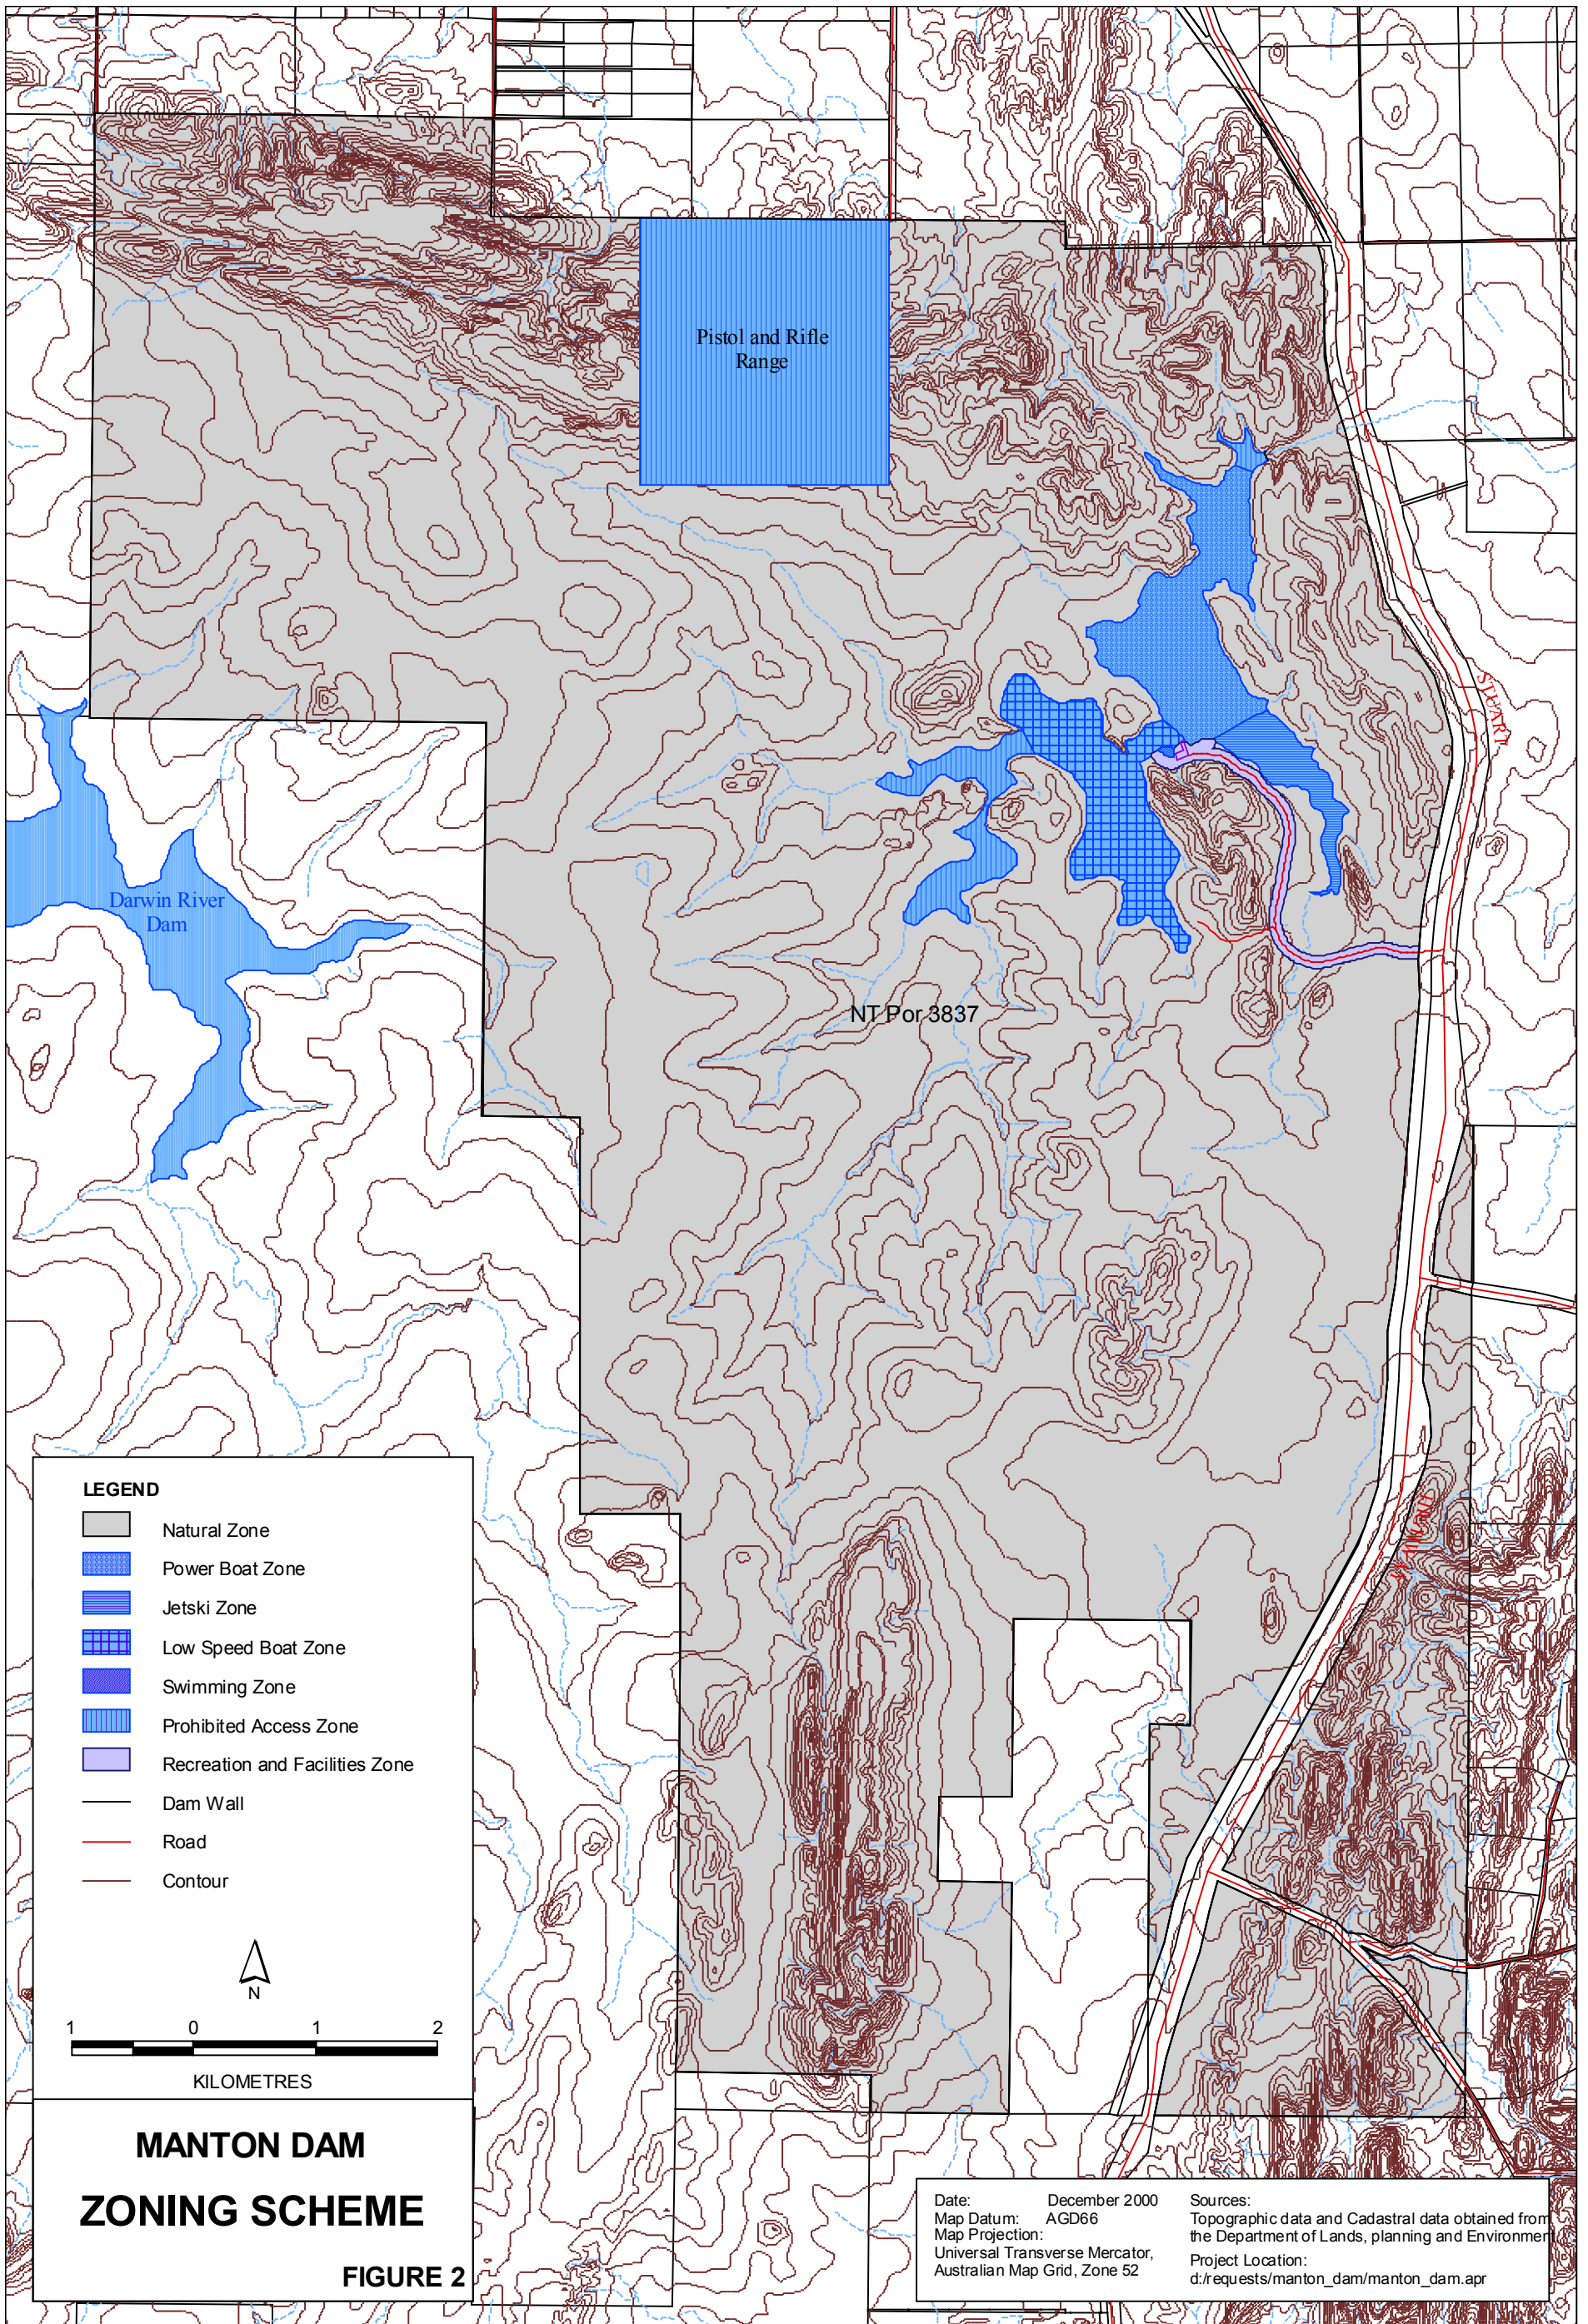 Pistol and Rifle
Range
STUART
Darwin River
Dam
NT Por 3837
LEGEND
Natural Zone
Power Boat Zone
Jetski Zone
Low Speed Boat Zone
Swimming Zone
Prohibited Access Zone
Recreation and Facilities Zone
Dam Wall
Road
Contour
N
1 0 1 2
KILOMETRES
MANTON DAM
ZONING SCHEME
FIGURE 2
Date: December 2000
Map Datum: AGD66
Map Projection:
Universal Transverse Mercator,
Australian Map Grid, Zone 52
Sources:
Topographic data and Cadastral data obtained from
the Department of Lands, planning and Environmen
Project Location:
d:/requests/manton_dam/manton_dam.apr